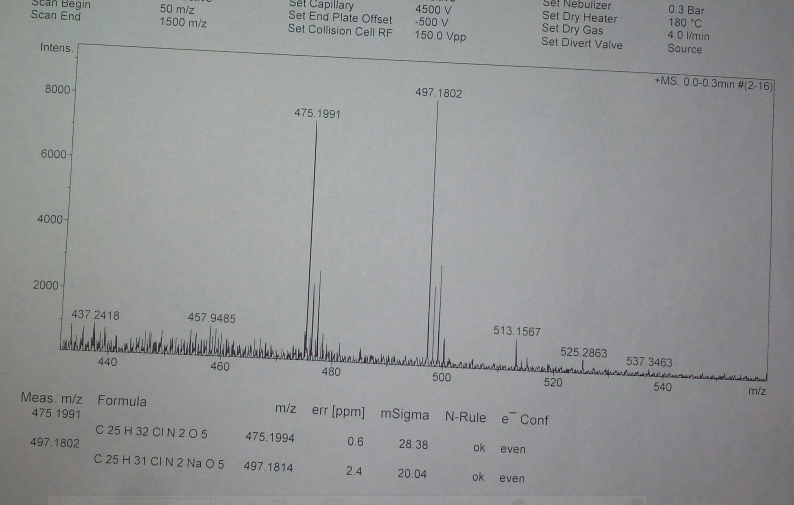 Scan Begin 50 m/z Set Capillary 4500 V Set Nebulizer 0.3 Bar
Scan End 1500 m/z Set End Plate Offset -500 V Set Dry Heater 180 °C
Set Collision Cell RF 150.0 Vpp Set Dry Gas 4.0 l/min
Set Divert Valve Source
Intens.
+MS, 0.0-0.3min #(2-16)
8000
6000
4000
2000
497.1802
475.1991
437.2418
457.9485
513.1567
525.2863
537.3463
440 460 480 500 520 540 m/z
Meas. m/z Formula m/z err [ppm] mSigma N-Rule e¯ Conf
475.1991 C 25 H 32 Cl N 2 O 5 475.1994 0.6 28.38 ok even
497.1802 C 25 H 31 Cl N 2 Na O 5 497.1814 2.4 20.04 ok even